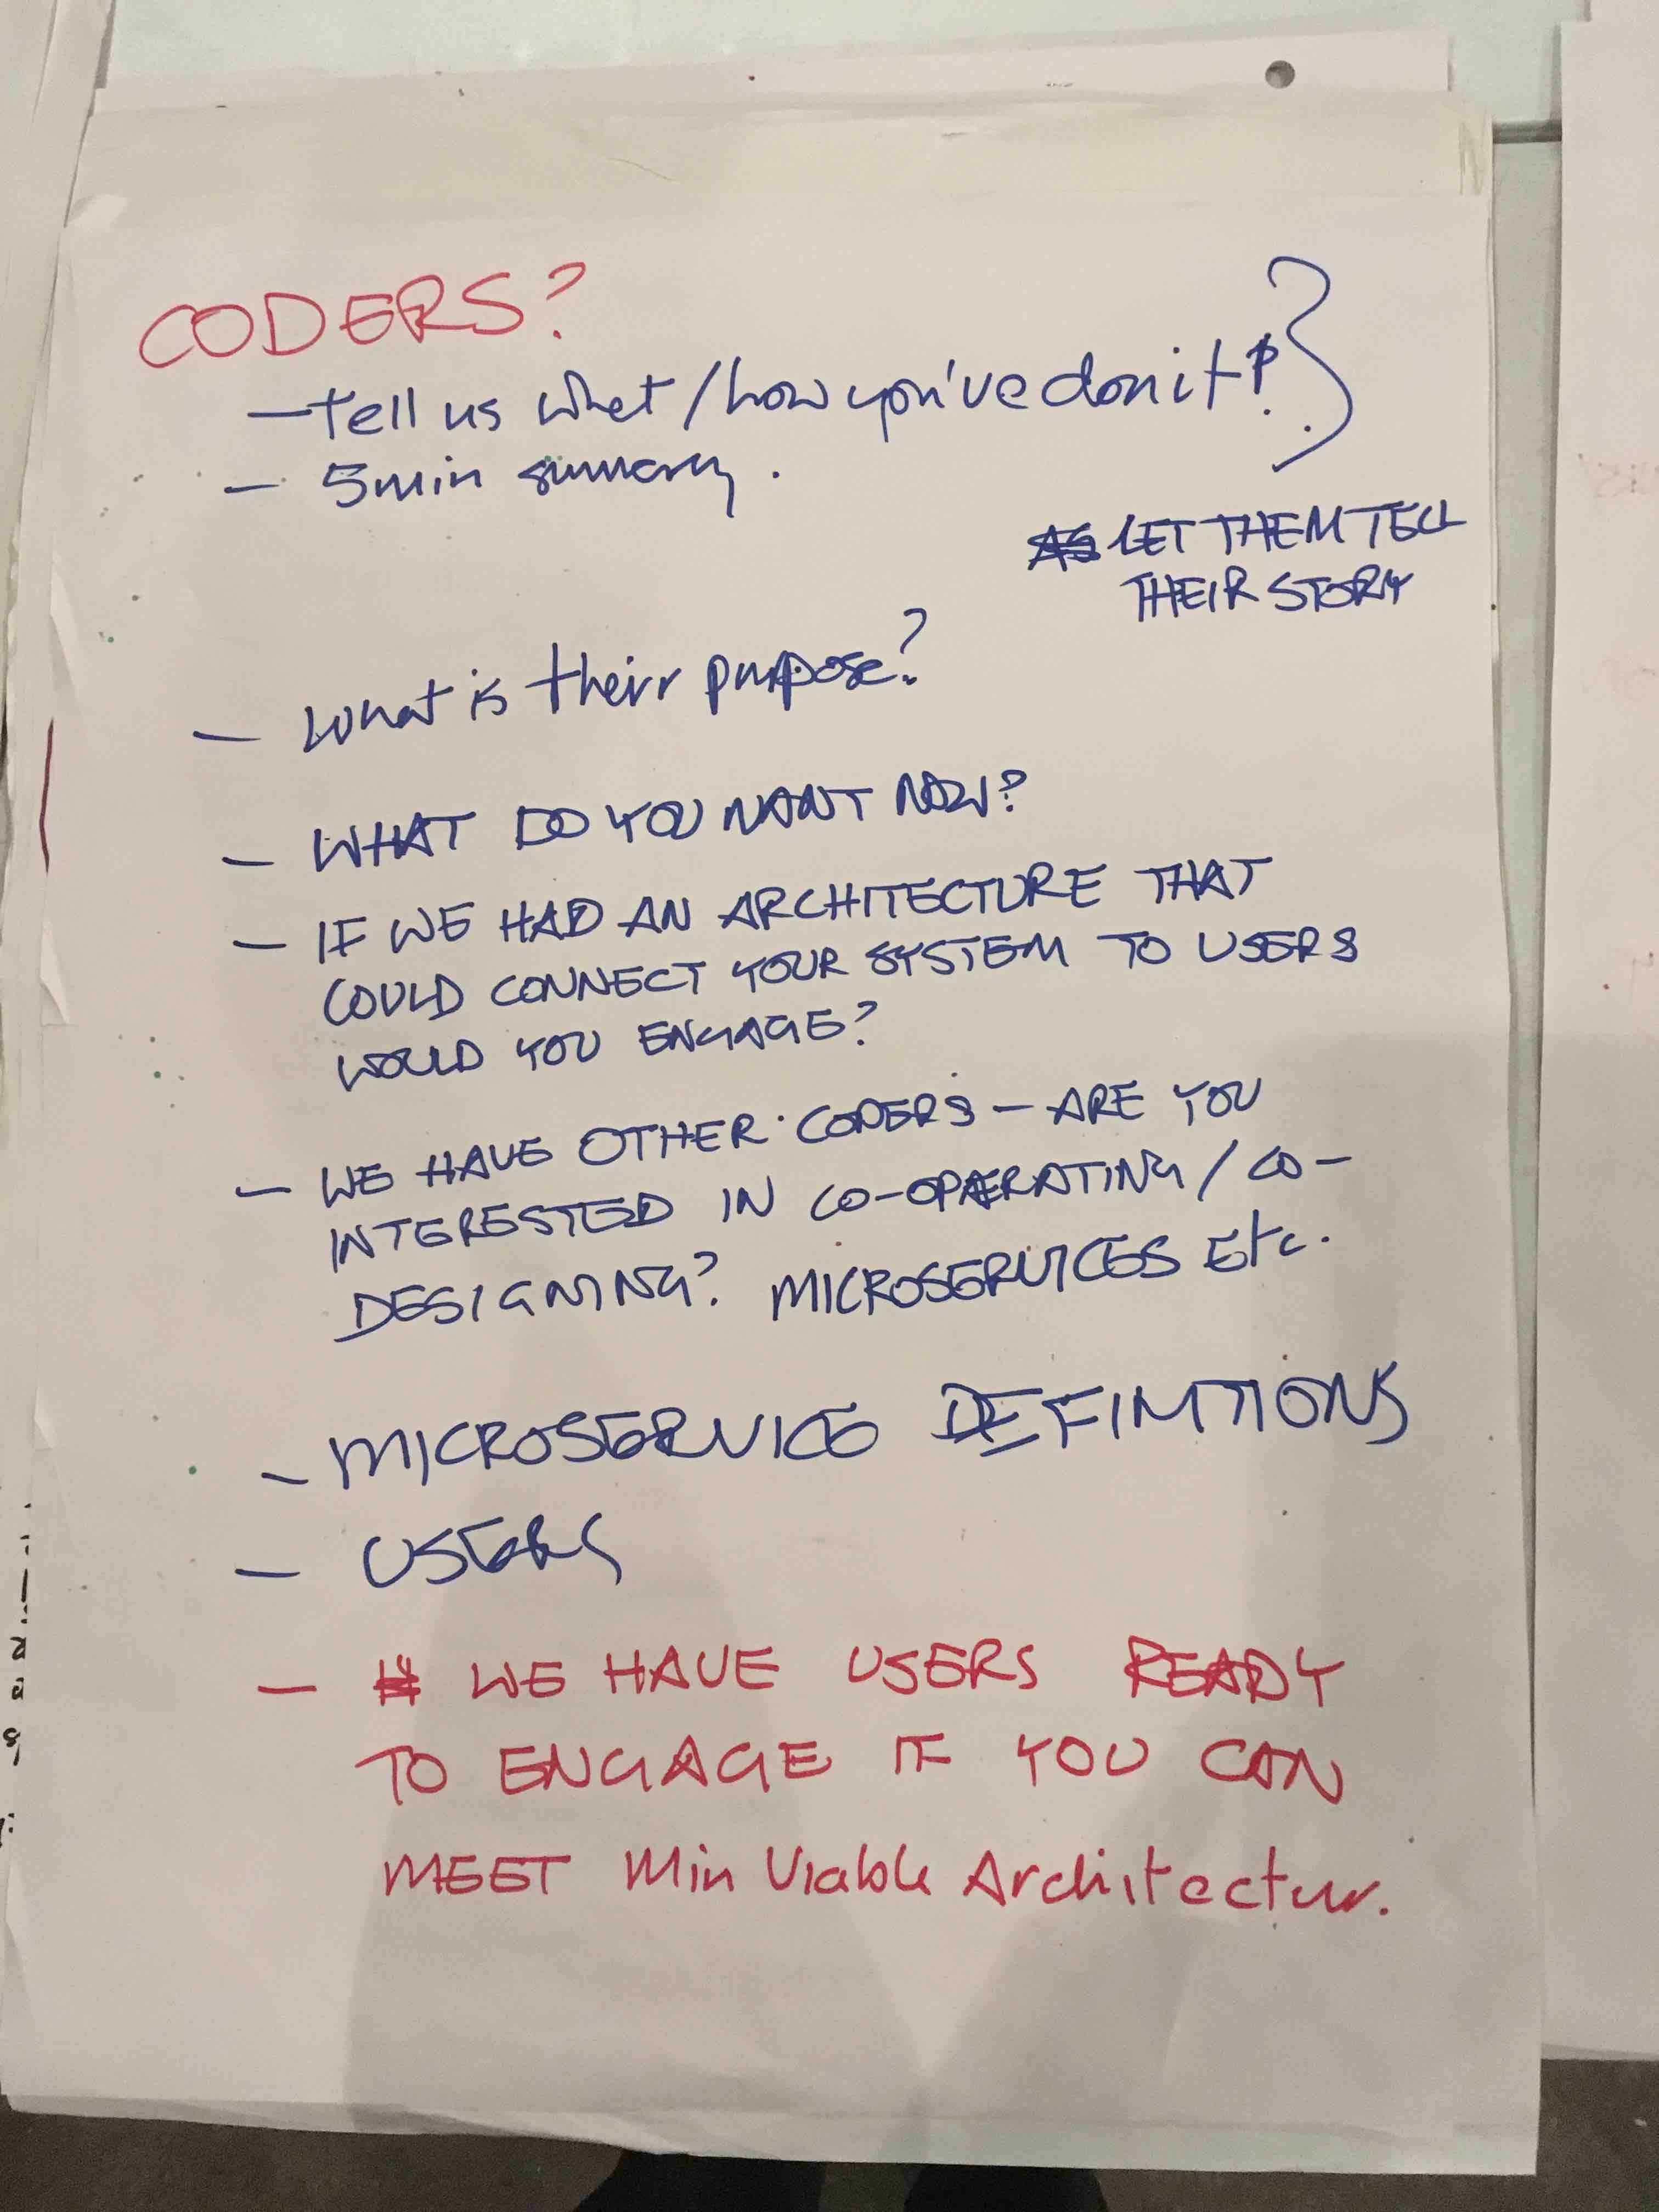 CODERS?
— tell us what / how you've don it?
— 5min summary.
LET THEM TELL
THEIR STORY
— What is their purpose?
— WHAT DO YOU WANT NOW?
— IF WE HAD AN ARCHITECTURE THAT
COULD CONNECT YOUR SYSTEM TO USERS
WOULD YOU ENGAGE?
— WE HAVE OTHER CODERS — ARE YOU
INTERESTED IN CO-OPERATING / CO-
DESIGNING? MICROSERVICES Etc.
— MICROSERVICE DEFINITIONS
— USERS
— WE HAVE USERS READY
TO ENGAGE IF YOU CAN
MEET Min Viable Architectur.